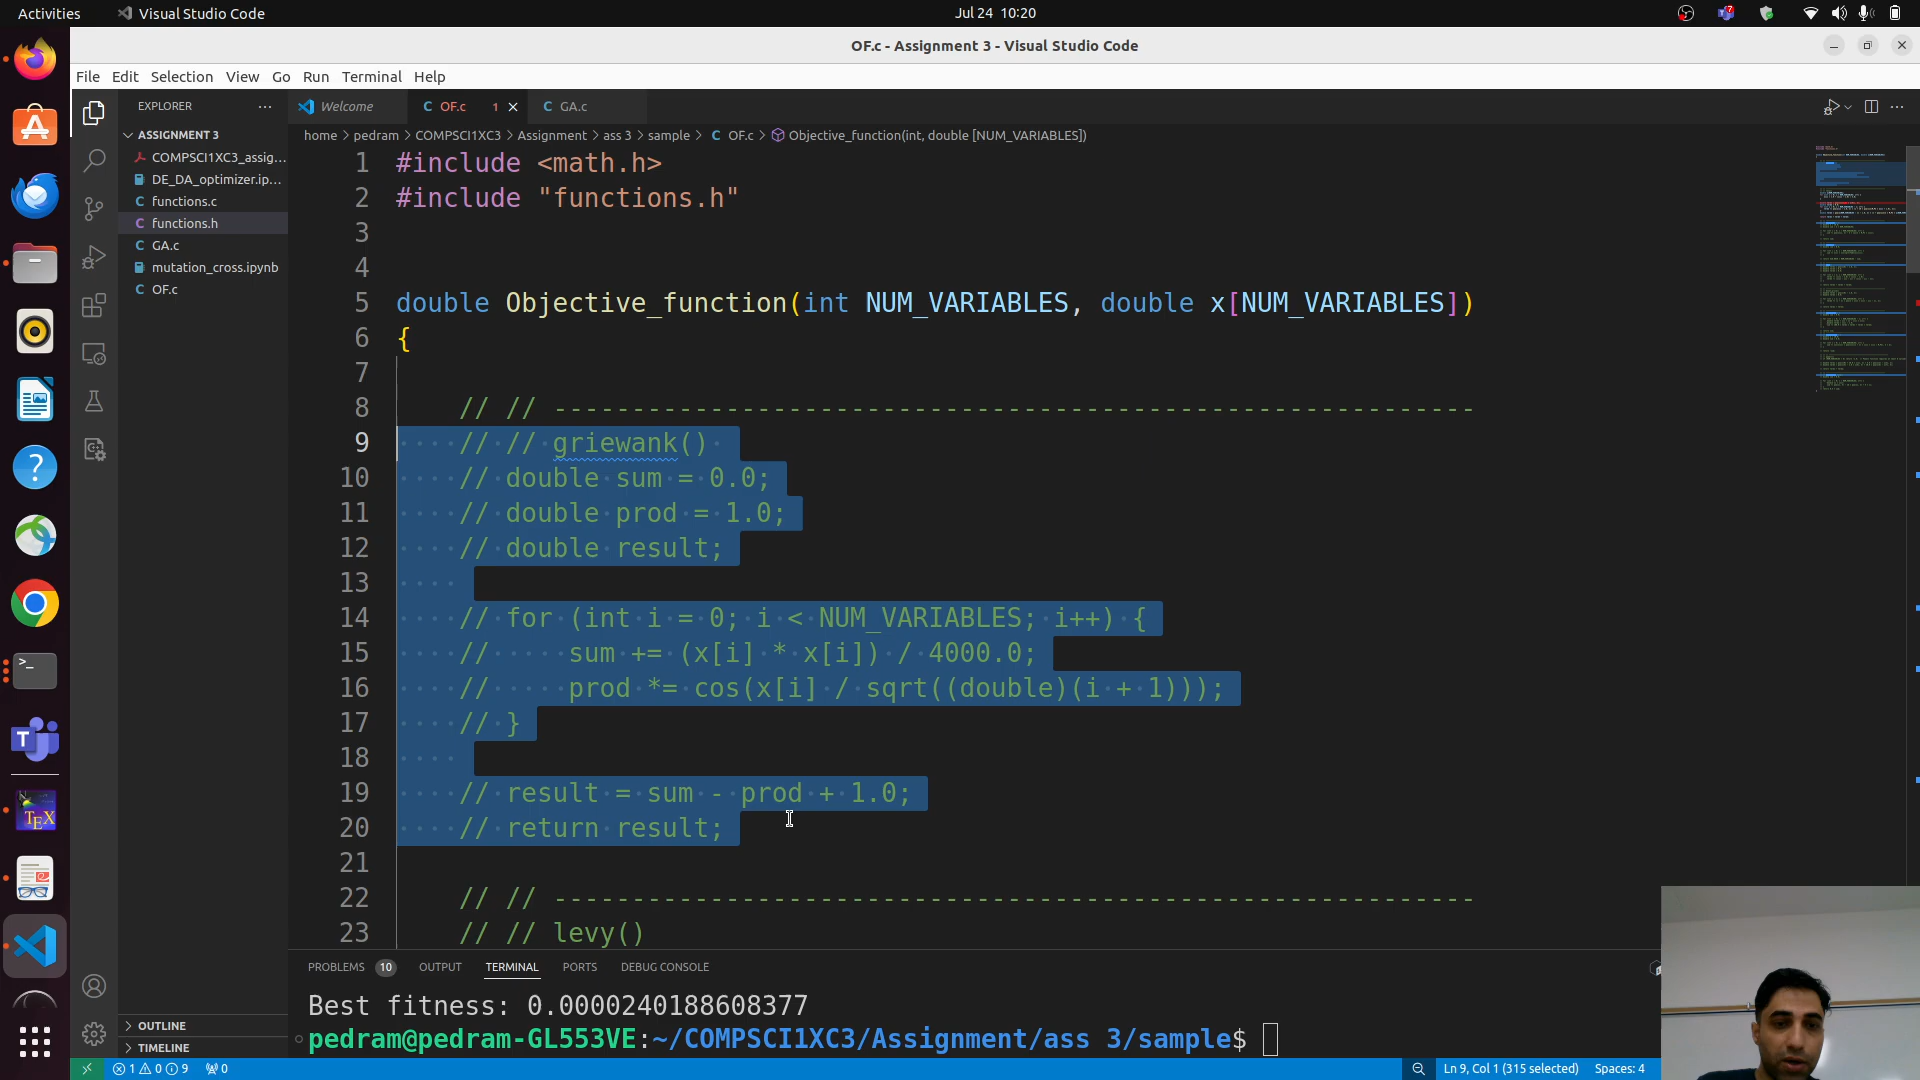 Activities
Visual Studio Code
Jul 24 10:20
OF.c - Assignment 3 - Visual Studio Code
File Edit Selection View Go Run Terminal Help
EXPLORER
Welcome
OF.c 1
GA.c
ASSIGNMENT 3
home > pedram > COMPSCI1XC3 > Assignment > ass 3 > sample > C OF.c > Objective_function(int, double [NUM_VARIABLES])
COMPSCI1XC3_assig...
DE_DA_optimizer.ip...
functions.c
functions.h
GA.c
mutation_cross.ipynb
OF.c
1 #include <math.h>
2 #include "functions.h"
3
4
5 double Objective_function(int NUM_VARIABLES, double x[NUM_VARIABLES])
6 {
7
8 // // -----------------------------------------------------------
9 // // griewank()
10 // double sum = 0.0;
11 // double prod = 1.0;
12 // double result;
13
14 // for (int i = 0; i < NUM_VARIABLES; i++) {
15 // sum += (x[i] * x[i]) / 4000.0;
16 // prod *= cos(x[i] / sqrt((double)(i + 1)));
17 // }
18
19 // result = sum - prod + 1.0;
20 // return result;
21
22 // // -----------------------------------------------------------
23 // // levy()
PROBLEMS 10 OUTPUT TERMINAL PORTS DEBUG CONSOLE
Best fitness: 0.0000240188608377
pedram@pedram-GL553VE:~/COMPSCI1XC3/Assignment/ass 3/sample$
OUTLINE
TIMELINE
1 0 9 0
Ln 9, Col 1 (315 selected) Spaces: 4